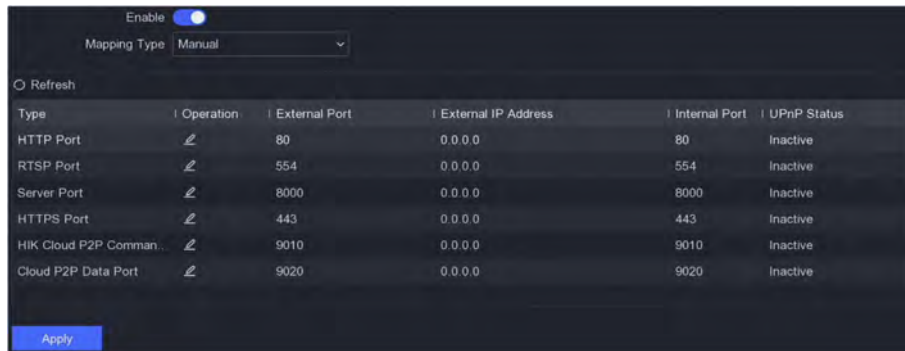 Enable
Mapping Type Manual
Refresh
Type Operation External Port External IP Address Internal Port UPnP Status
HTTP Port 80 0.0.0.0 80 Inactive
RTSP Port 554 0.0.0.0 554 Inactive
Server Port 8000 0.0.0.0 8000 Inactive
HTTPS Port 443 0.0.0.0 443 Inactive
HIK Cloud P2P Comman... 9010 0.0.0.0 9010 Inactive
Cloud P2P Data Port 9020 0.0.0.0 9020 Inactive
Apply